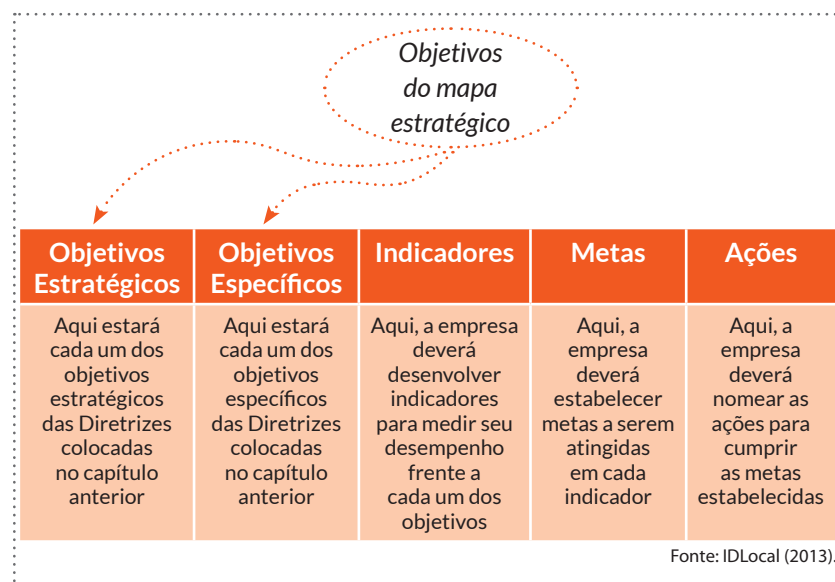 Objetivos
do mapa
estratégico
Objetivos
Estratégicos
Objetivos
Específicos
Indicadores
Metas
Ações
Aqui estará
cada um dos
objetivos
estratégicos
das Diretrizes
colocadas
no capítulo
anterior
Aqui estará
cada um dos
objetivos
específicos
das Diretrizes
colocadas
no capítulo
anterior
Aqui, a empresa
deverá
desenvolver
indicadores
para medir seu
desempenho
frente a
cada um dos
objetivos
Aqui, a
empresa
deverá
estabelecer
metas a serem
atingidas
em cada
indicador
Aqui, a
empresa
deverá
nomear as
ações para
cumprir
as metas
estabelecidas
Fonte: IDLocal (2013).